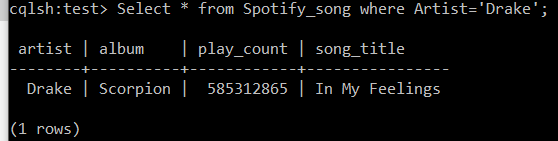 cqlsh:test> Select * from Spotify_song where Artist='Drake';
artist | album    | play_count | song_title
--------+----------+------------+----------------
  Drake | Scorpion |  585312865 | In My Feelings
(1 rows)